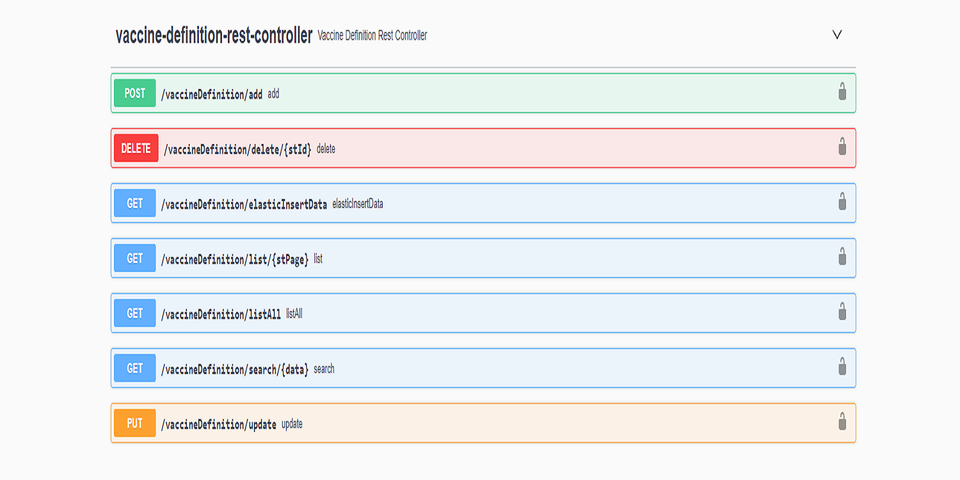 vaccine-definition-rest-controller Vaccine Definition Rest Controller
POST /vaccineDefinition/add add
DELETE /vaccineDefinition/delete/{stId} delete
GET /vaccineDefinition/elasticInsertData elasticInsertData
GET /vaccineDefinition/list/{stPage} list
GET /vaccineDefinition/listAll listAll
GET /vaccineDefinition/search/{data} search
PUT /vaccineDefinition/update update